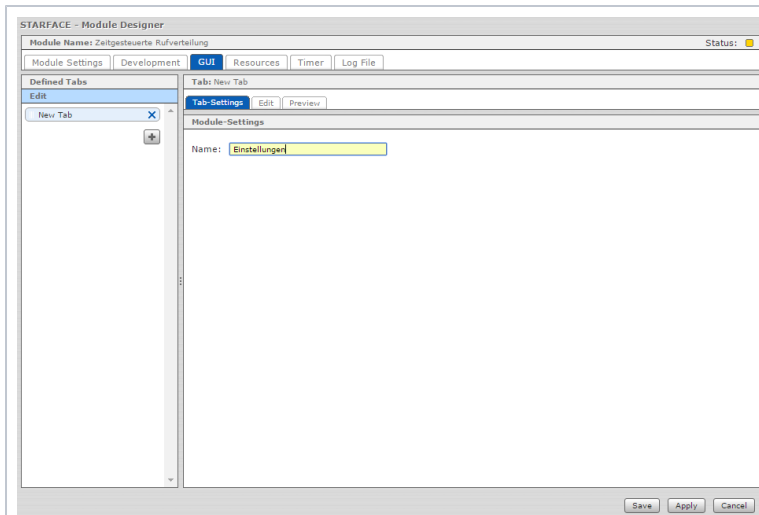 STARFACE - Module Designer
Module Name: Zeitgesteuerte Rufverteilung
Status:
Module Settings Development GUI Resources Timer Log File
Defined Tabs
Tab: New Tab
Edit
Tab-Settings Edit Preview
New Tab
Module-Settings
Name: Einstellungen
Save Apply Cancel